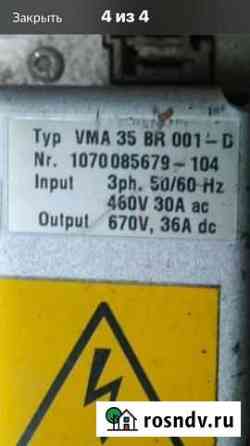 Закрыть
4 из 4
Typ VMA 35 BR 001-D
Nr. 1070085679-104
Input 3ph. 50/60 Hz
460V 30A ac
Output 670V, 36A dc
rosndv.ru